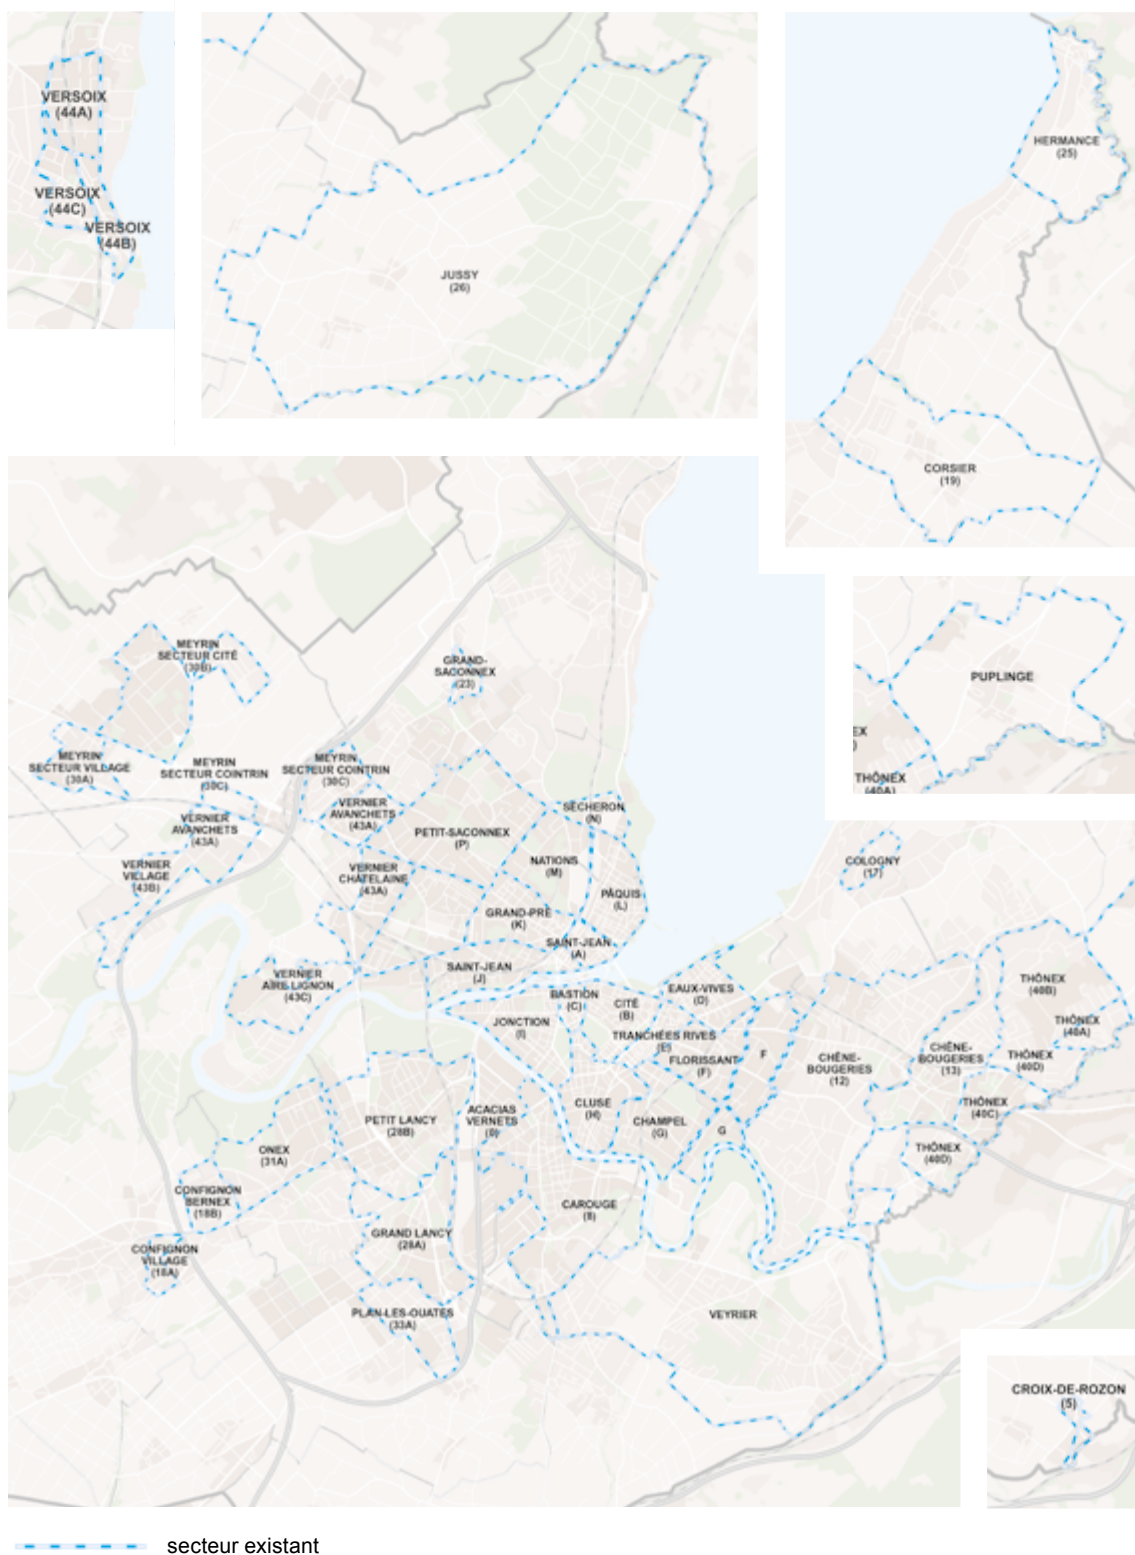 VERSOIX
(44A)
VERSOIX
(44C)
VERSOIX
(44B)
JUSSY
(26)
HERMANCE
(25)
CORSIER
(19)
PUPLINGE
EX
)
THÔNEX
(40A)
MEYRIN
SECTEUR CITÉ
(30B)
GRAND-
SACONNEX
(23)
MEYRIN
SECTEUR VILLAGE
(30A)
MEYRIN
SECTEUR COINTRIN
(30C)
MEYRIN
SECTEUR COINTRIN
(30C)
VERNIER
AVANCHETS
(43A)
VERNIER
AVANCHETS
(43A)
VERNIER
VILLAGE
(43B)
VERNIER
CHÂTELAINE
(43A)
PETIT-SACONNEX
(P)
SÉCHERON
(N)
NATIONS
(M)
PÂQUIS
(L)
GRAND-PRÉ
(K)
SAINT-JEAN
(A)
SAINT-JEAN
(J)
VERNIER
AÏRE LIGNON
(43C)
COLOGNY
(17)
BASTION
(C)
CITÉ
(B)
EAUX-VIVES
(D)
JONCTION
(I)
TRANCHÉES RIVES
(E)
FLORISSANT
(F)
F
CHÊNE-
BOUGERIES
(12)
CHÊNE-
BOUGERIES
(13)
THÔNEX
(40B)
THÔNEX
(40A)
THÔNEX
(40D)
THÔNEX
(40C)
THÔNEX
(40D)
CLUSE
(H)
CHAMPEL
(G)
G
ACACIAS
VERNETS
(0)
PETIT LANCY
(28B)
ONEX
(31A)
CONFIGNON
BERNEX
(18B)
CONFIGNON
VILLAGE
(18A)
CAROUGE
(8)
GRAND LANCY
(28A)
PLAN-LES-OUATES
(33A)
VEYRIER
CROIX-DE-ROZON
(5)
secteur existant